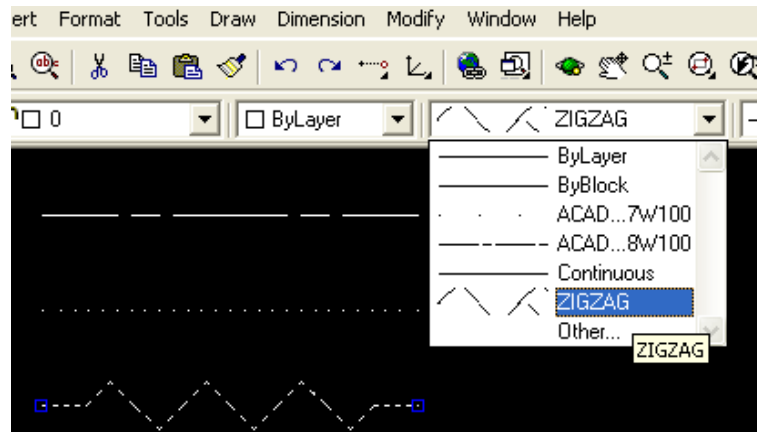 ert Format Tools Draw Dimension Modify Window Help
0 ByLayer ZIGZAG
ByLayer
ByBlock
ACAD...7W100
ACAD...8W100
Continuous
ZIGZAG
Other...
ZIGZAG